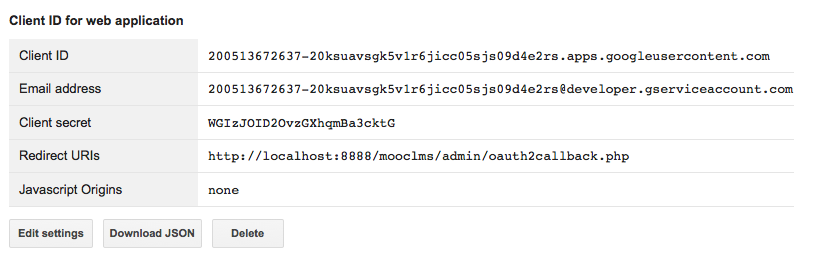 Client ID for web application
Client ID 200513672637-20ksuavsgk5v1r6jicc05sjs09d4e2rs.apps.googleusercontent.com
Email address 200513672637-20ksuavsgk5v1r6jicc05sjs09d4e2rs@developer.gserviceaccount.com
Client secret WGIzJOID2OvzGXhqmBa3cktG
Redirect URIs http://localhost:8888/mooclms/admin/oauth2callback.php
Javascript Origins none
Edit settings Download JSON Delete